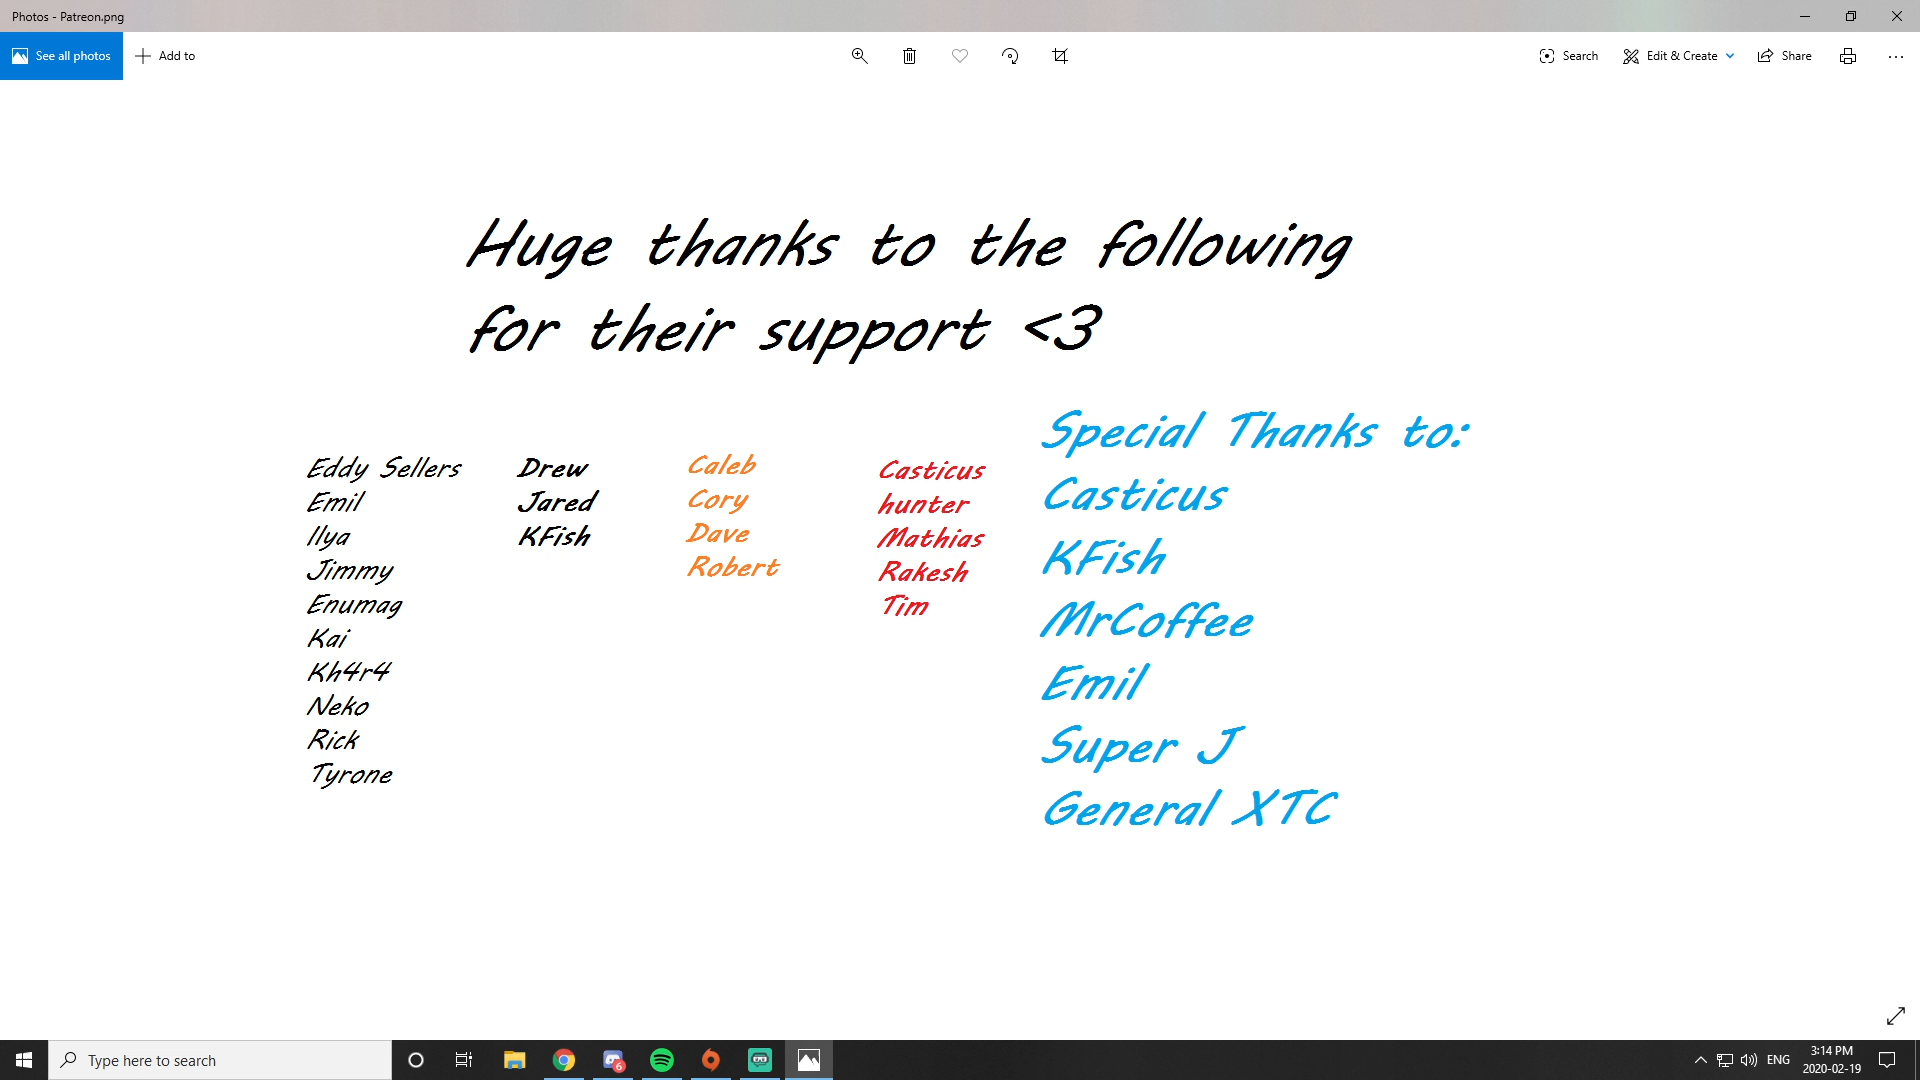 Photos - Patreon.png
See all photos
Add to
Search
Edit & Create
Share
Huge thanks to the following
for their support <3
Eddy Sellers
Emil
Ilya
Jimmy
Enumag
Kai
Kh4r4
Neko
Rick
Tyrone
Drew
Jared
KFish
Caleb
Cory
Dave
Robert
Casticus
hunter
Mathias
Rakesh
Tim
Special Thanks to:
Casticus
KFish
MrCoffee
Emil
Super J
General XTC
Type here to search
6
ENG
3:14 PM
2020-02-19